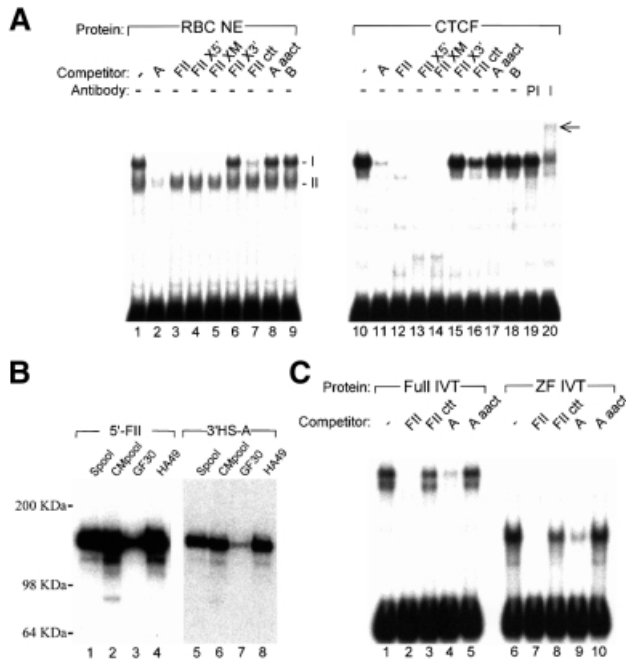 A
Protein: RBC NE CTCF
Competitor: - A FII FII X5' FII XM FII X3' FII ctt A aact B - A FII FII X5' FII XM FII X3' FII ctt A aact B
Antibody: - - - - - - - - - - - - - - - - - - PI I
- I
- II
1 2 3 4 5 6 7 8 9 10 11 12 13 14 15 16 17 18 19 20
B
5'-FII 3'HS-A
Spool CMpool GF30 HA49 Spool CMpool GF30 HA49
200 KDa-
98 KDa-
64 KDa-
1 2 3 4 5 6 7 8
C
Protein: Full IVT ZF IVT
Competitor: - FII FII ctt A A aact - FII FII ctt A A aact
1 2 3 4 5 6 7 8 9 10